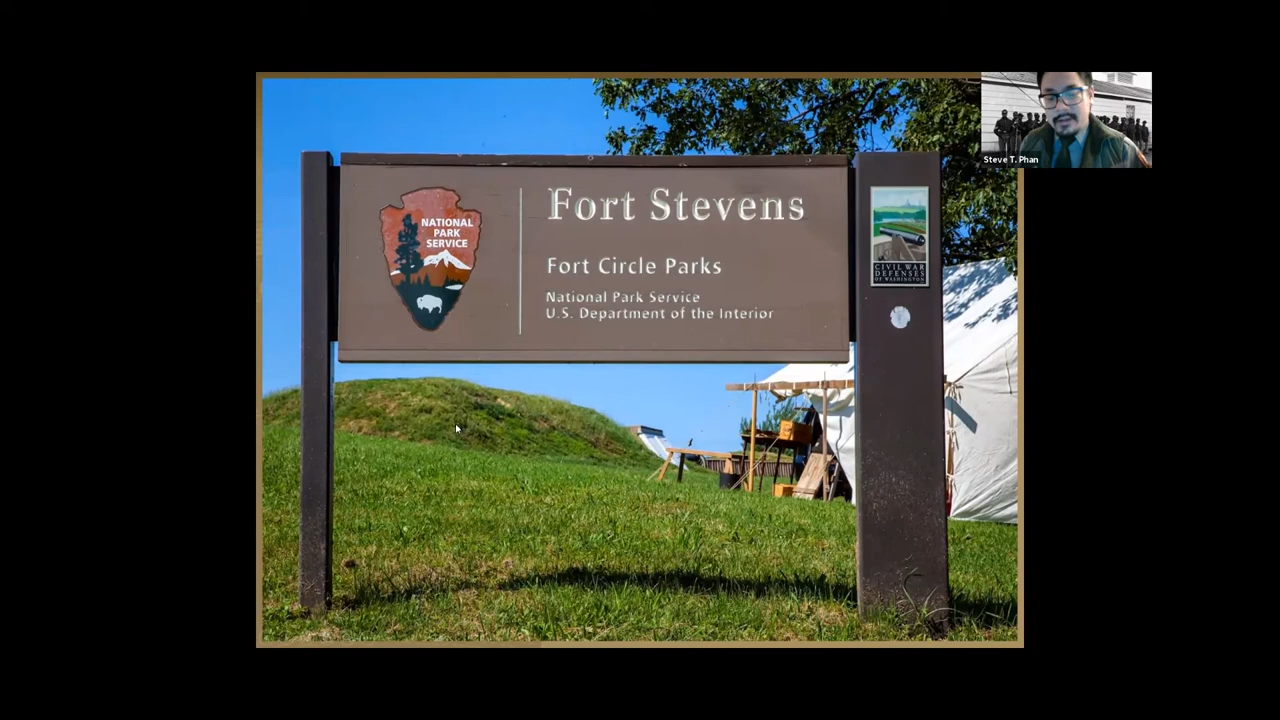 Steve T. Phan
NATIONAL
PARK
SERVICE
Fort Stevens
Fort Circle Parks
National Park Service
U.S. Department of the Interior
CIVIL WAR
DEFENSES
OF WASHINGTON